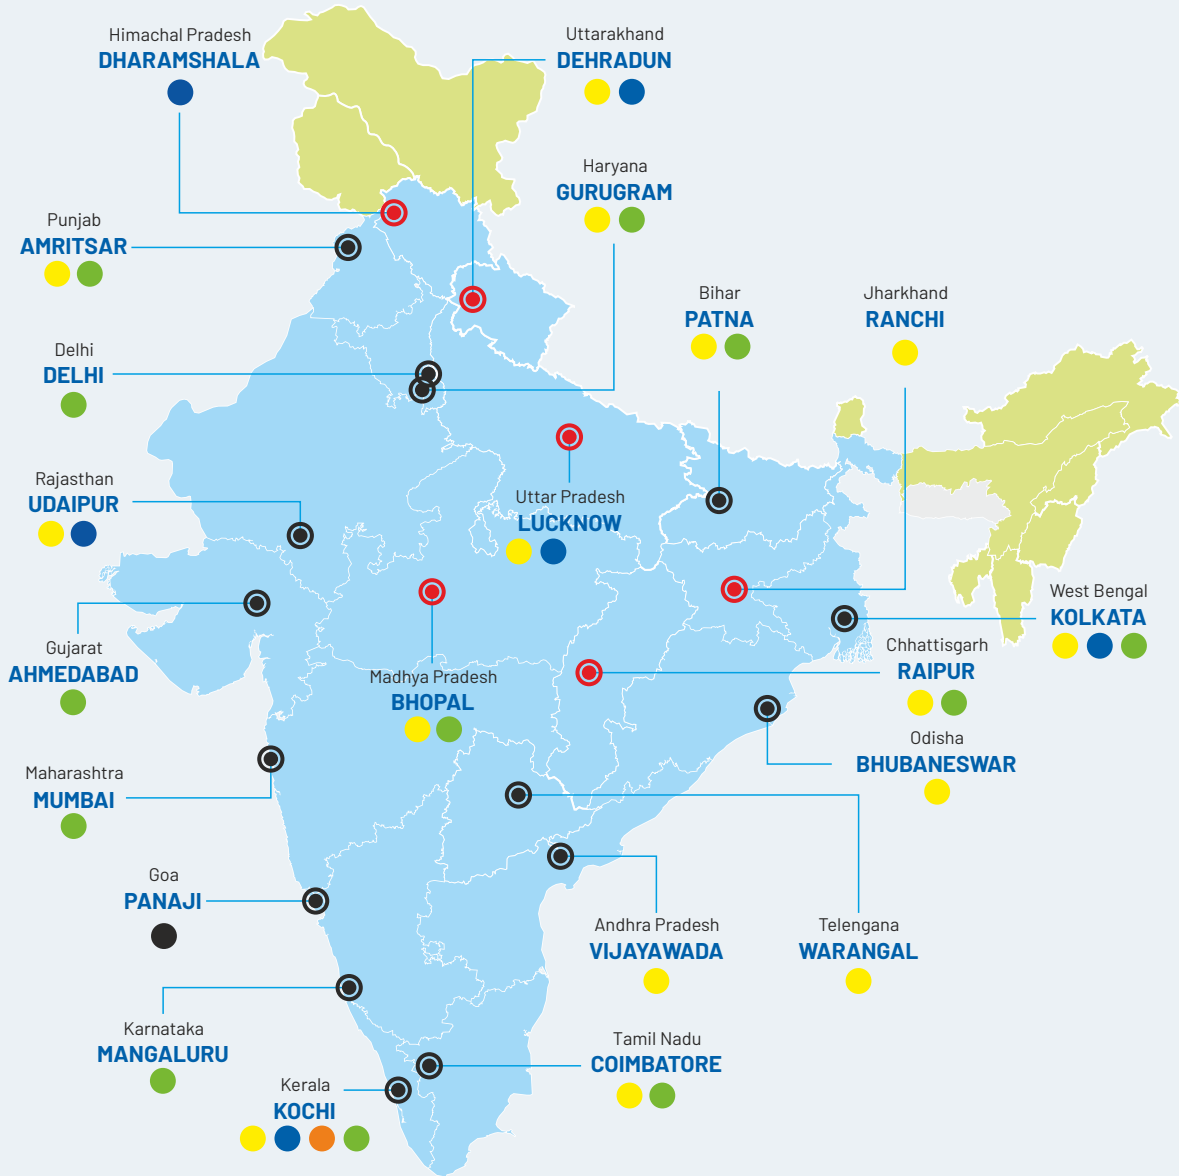 Himachal Pradesh
DHARAMSHALA
Uttarakhand
DEHRADUN
Haryana
GURUGRAM
Punjab
AMRITSAR
Bihar
PATNA
Jharkhand
RANCHI
Delhi
DELHI
Rajasthan
UDAIPUR
Uttar Pradesh
LUCKNOW
West Bengal
KOLKATA
Gujarat
AHMEDABAD
Madhya Pradesh
BHOPAL
Chhattisgarh
RAIPUR
Odisha
BHUBANESWAR
Maharashtra
MUMBAI
Goa
PANAJI
Andhra Pradesh
VIJAYAWADA
Telengana
WARANGAL
Karnataka
MANGALURU
Tamil Nadu
COIMBATORE
Kerala
KOCHI